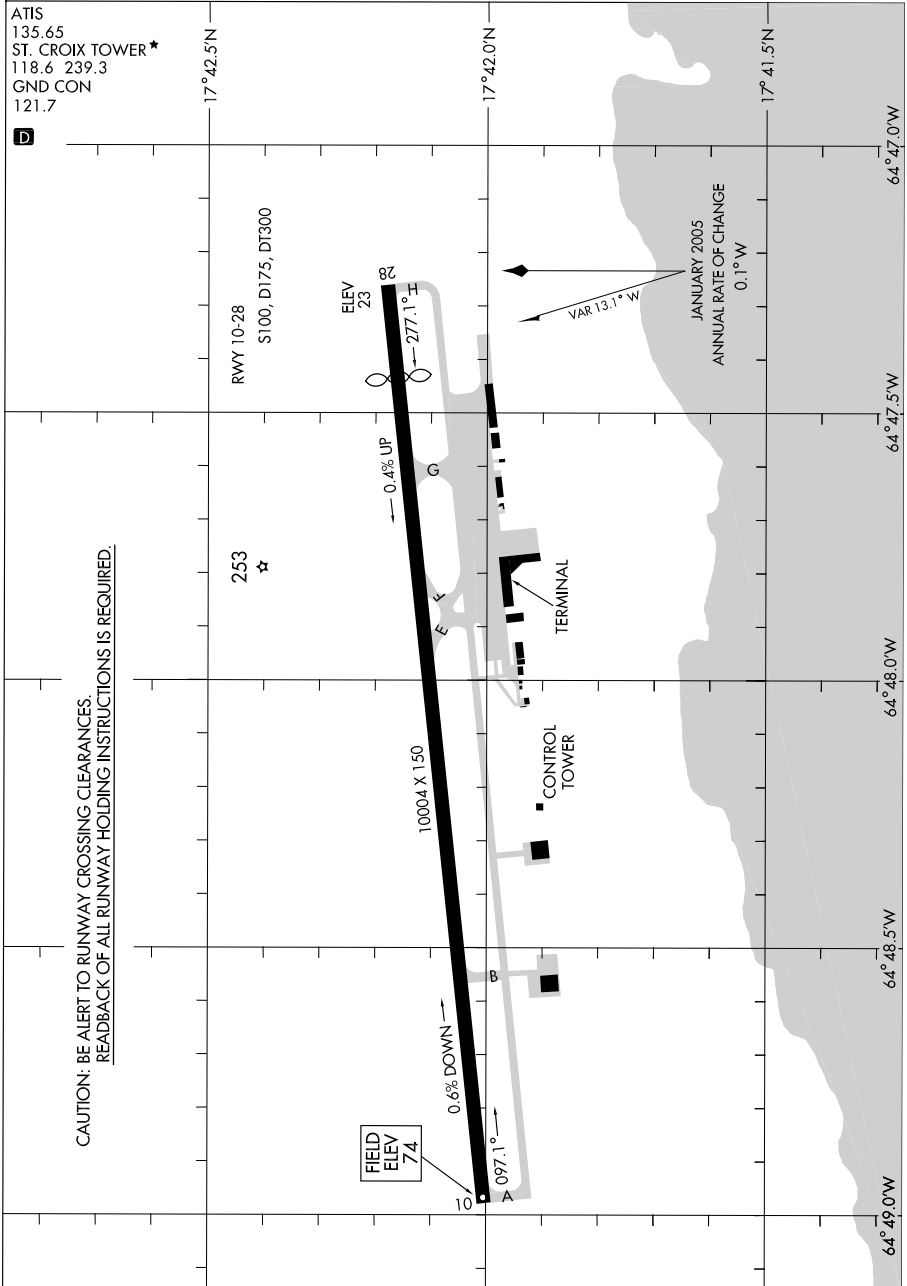 ATIS
135.65
ST. CROIX TOWER★
118.6 239.3
GND CON
121.7
D
CAUTION: BE ALERT TO RUNWAY CROSSING CLEARANCES.
READBACK OF ALL RUNWAY HOLDING INSTRUCTIONS IS REQUIRED.
RWY 10-28
S100, D175, DT300
17°42.5'N
17°42.0'N
17°41.5'N
64°47.0'W
64°47.5'W
64°48.0'W
64°48.5'W
64°49.0'W
FIELD
ELEV
74
10
097.1°
A
0.6% DOWN
B
10004 X 150
253
E
F
G
0.4% UP
277.1°
H
28
ELEV
23
CONTROL
TOWER
TERMINAL
VAR 13.1° W
JANUARY 2005
ANNUAL RATE OF CHANGE
0.1° W